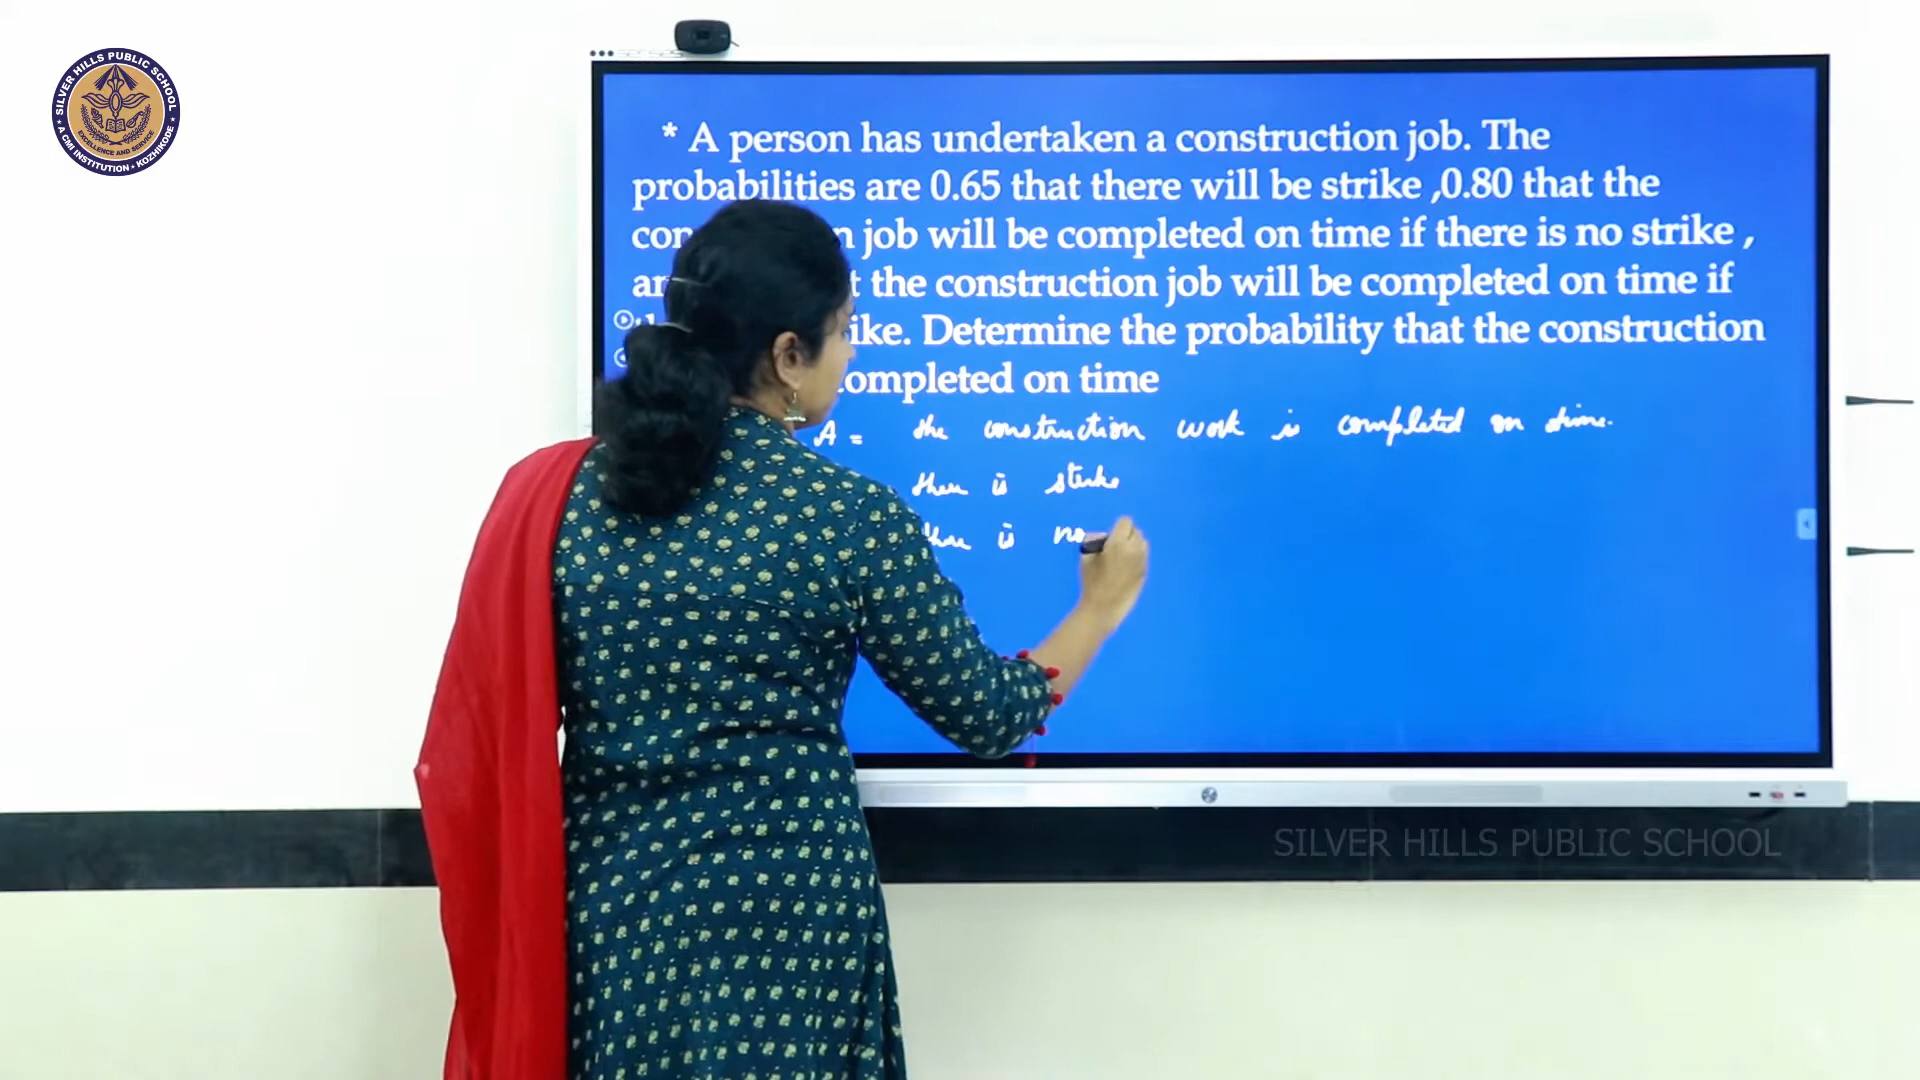 SILVER HILLS PUBLIC SCHOOL
EXCELLENCE AND SERVICE
A CMI INSTITUTION • KOZHIKODE
* A person has undertaken a construction job. The
probabilities are 0.65 that there will be strike ,0.80 that the
job will be completed on time if there is no strike ,
the construction job will be completed on time if
Determine the probability that the construction
completed on time
A = the construction work is completed on time.
there is strike
there is no
SILVER HILLS PUBLIC SCHOOL